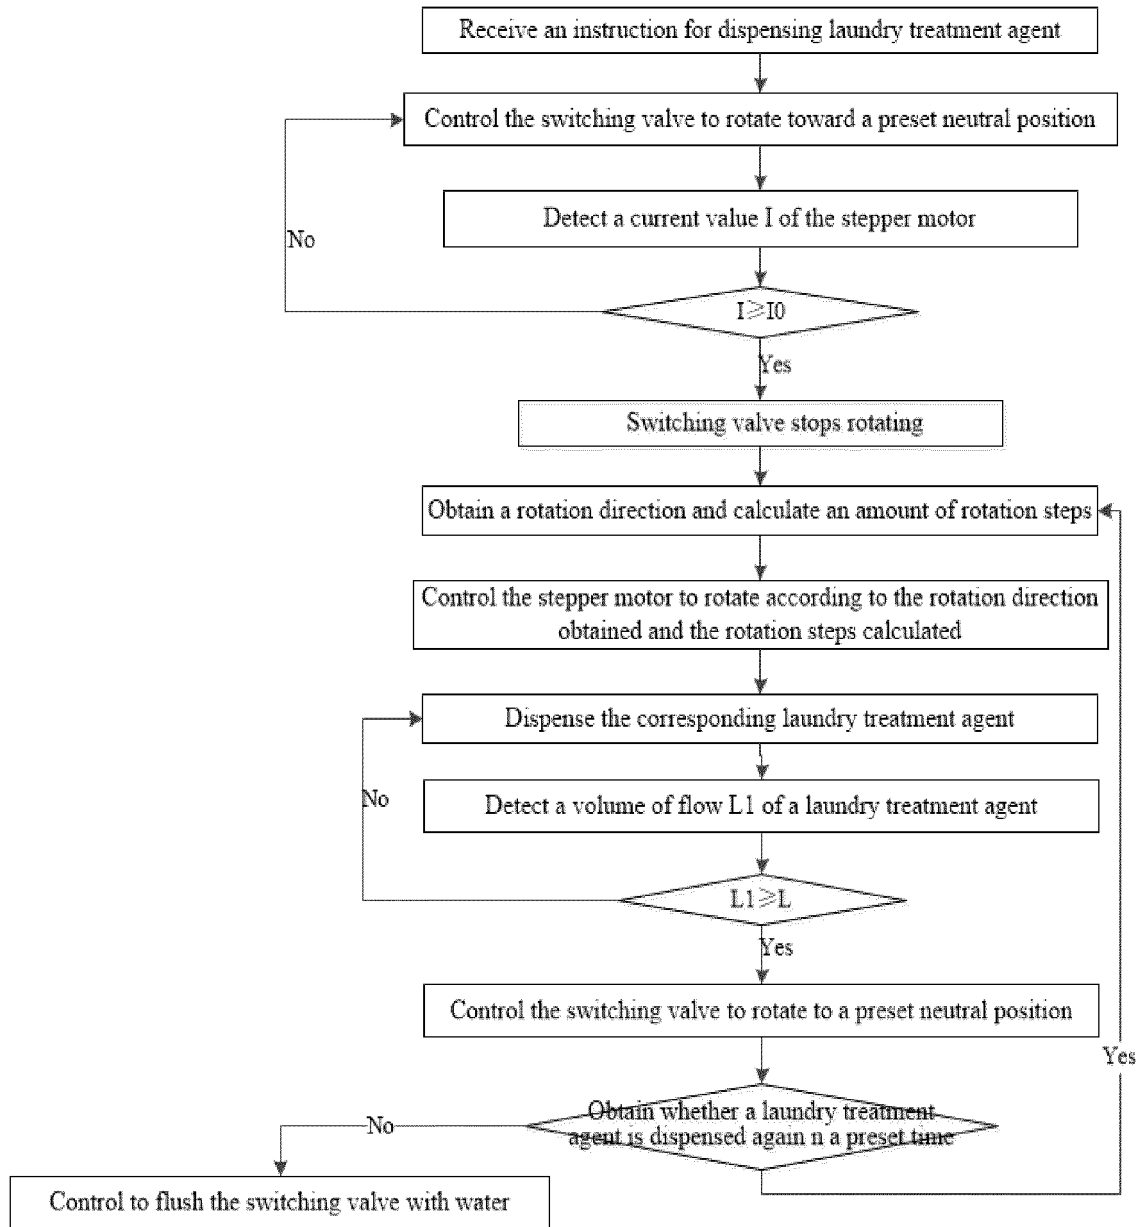 Receive an instruction for dispensing laundry treatment agent
Control the switching valve to rotate toward a preset neutral position
Detect a current value I of the stepper motor
No
I⩾I0
Yes
Switching valve stops rotating
Obtain a rotation direction and calculate an amount of rotation steps
Control the stepper motor to rotate according to the rotation direction
obtained and the rotation steps calculated
Dispense the corresponding laundry treatment agent
No
Detect a volume of flow L1 of a laundry treatment agent
L1⩾L
Yes
Control the switching valve to rotate to a preset neutral position
Yes
Obtain whether a laundry treatment
agent is dispensed again n a preset time
No
Control to flush the switching valve with water